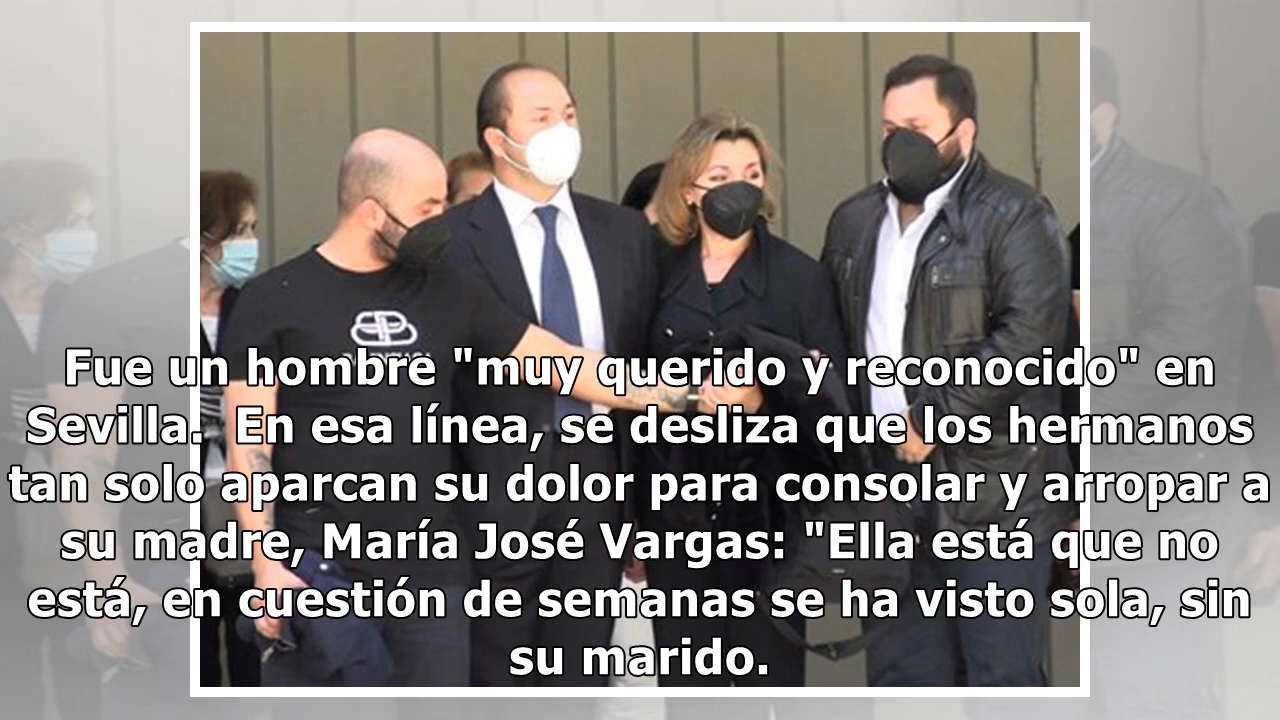 Fue un hombre "muy querido y reconocido" en
Sevilla.  En esa línea, se desliza que los hermanos
tan solo aparcan su dolor para consolar y arropar a
su madre, María José Vargas: "Ella está que no
está, en cuestión de semanas se ha visto sola, sin
su marido.